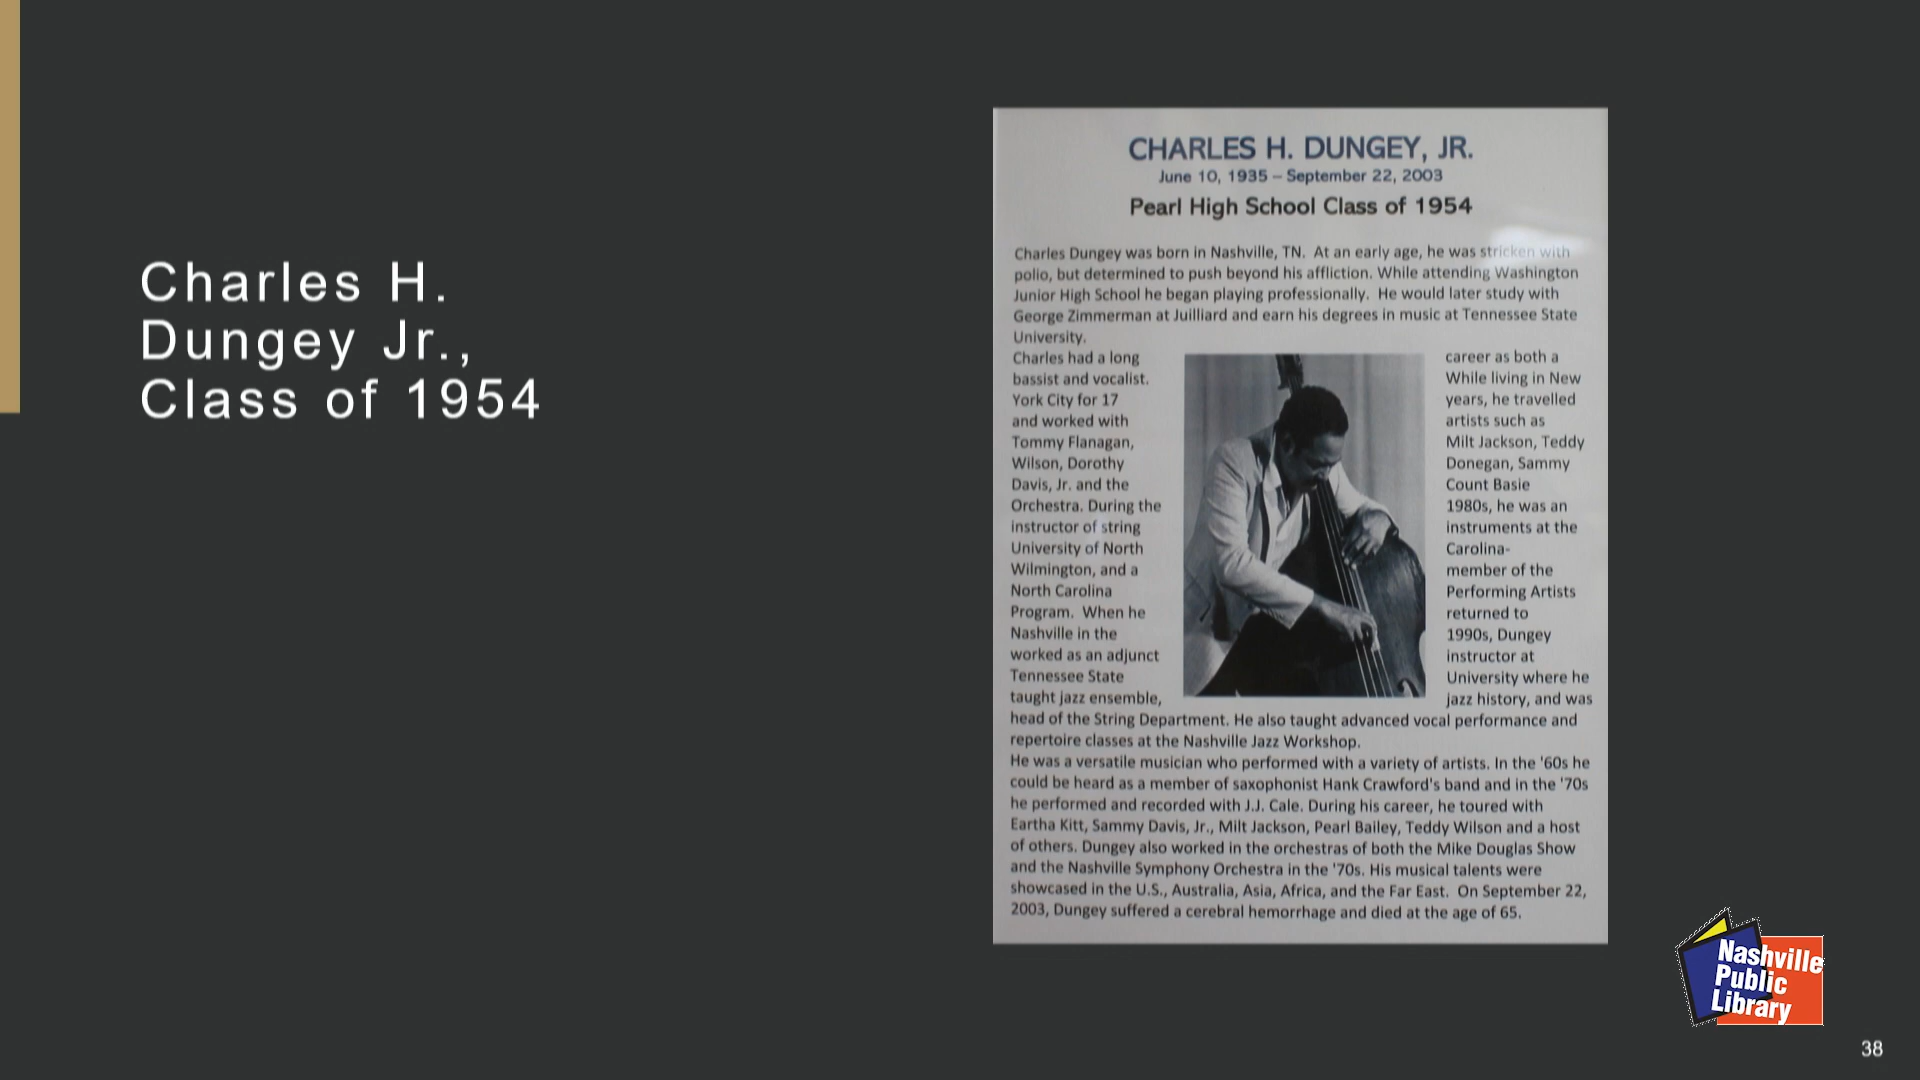 Charles H.
Dungey Jr.,
Class of 1954
CHARLES H. DUNGEY, JR.
June 10, 1935 – September 22, 2003
Pearl High School Class of 1954
Charles Dungey was born in Nashville, TN. At an early age, he was stricken with
polio, but determined to push beyond his affliction. While attending Washington
Junior High School he began playing professionally. He would later study with
George Zimmerman at Juilliard and earn his degrees in music at Tennessee State
University.
Charles had a long career as both a
bassist and vocalist. While living in New
York City for 17 years, he travelled
and worked with artists such as
Tommy Flanagan, Milt Jackson, Teddy
Wilson, Dorothy Donegan, Sammy
Davis, Jr. and the Count Basie
Orchestra. During the 1980s, he was an
instructor of string instruments at the
University of North Carolina-
Wilmington, and a member of the
North Carolina Performing Artists
Program. When he returned to
Nashville in the 1990s, Dungey
worked as an adjunct instructor at
Tennessee State University where he
taught jazz ensemble, jazz history, and was
head of the String Department. He also taught advanced vocal performance and
repertoire classes at the Nashville Jazz Workshop.
He was a versatile musician who performed with a variety of artists. In the '60s he
could be heard as a member of saxophonist Hank Crawford's band and in the '70s
he performed and recorded with J.J. Cale. During his career, he toured with
Eartha Kitt, Sammy Davis, Jr., Milt Jackson, Pearl Bailey, Teddy Wilson and a host
of others. Dungey also worked in the orchestras of both the Mike Douglas Show
and the Nashville Symphony Orchestra in the '70s. His musical talents were
showcased in the U.S., Australia, Asia, Africa, and the Far East. On September 22,
2003, Dungey suffered a cerebral hemorrhage and died at the age of 65.
Nashville
Public
Library
38